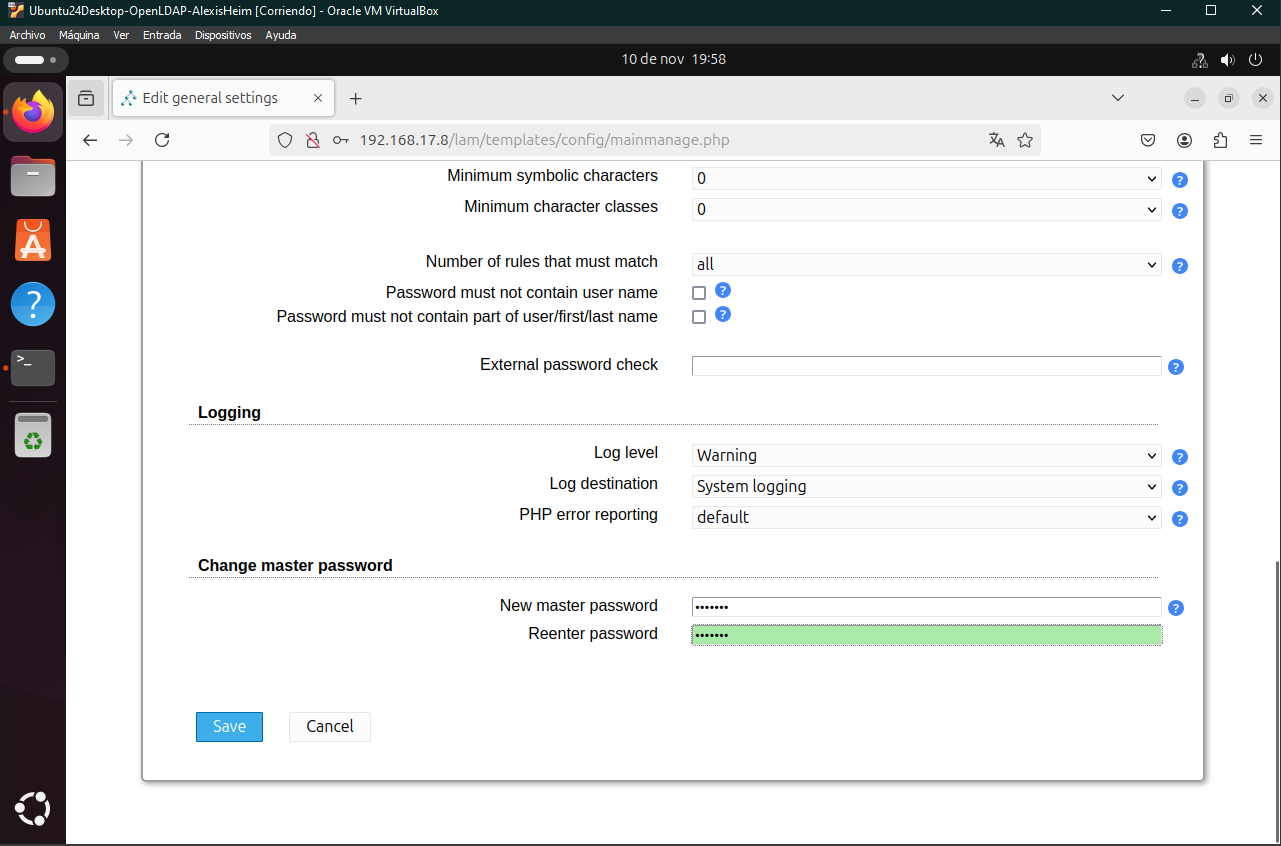 Ubuntu24Desktop-OpenLDAP-AlexisHeim [Corriendo] - Oracle VM VirtualBox
Archivo Máquina Ver Entrada Dispositivos Ayuda
10 de nov 19:58
Edit general settings
192.168.17.8/lam/templates/config/mainmanage.php
Minimum symbolic characters 0
Minimum character classes 0
Number of rules that must match all
Password must not contain user name
Password must not contain part of user/first/last name
External password check
Logging
Log level Warning
Log destination System logging
PHP error reporting default
Change master password
New master password •••••••
Reenter password •••••••
Save Cancel